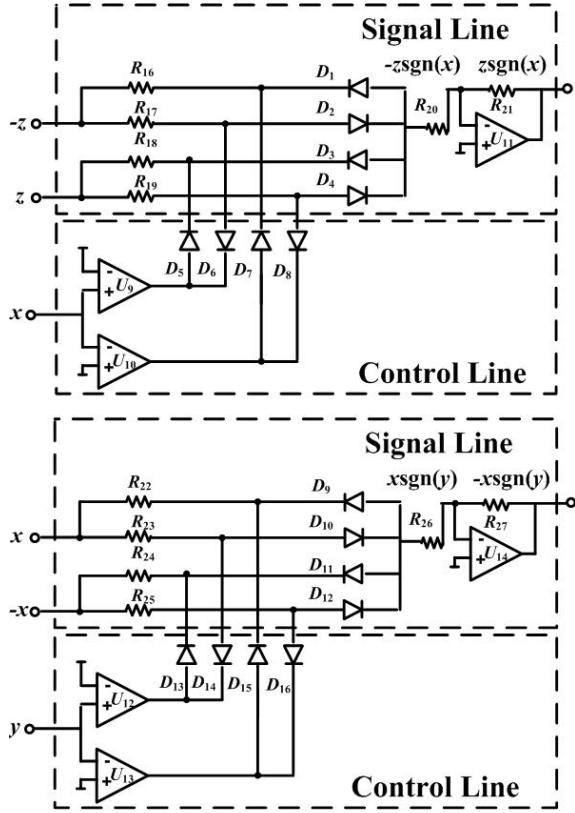 Signal Line
-zsgn(x) zsgn(x)
R16 D1
R17 D2 R20 R21
-z
R18 - U11
D3
R19 +
z D4
D5 D6 D7 D8
- U9 +
x
- U10 +
Control Line
Signal Line
xsgn(y) -xsgn(y)
R22 D9
R23 D10 R26 R27
x
R24 - U14
D11
R25 +
-x D12
D13 D14 D15 D16
- U12 +
y
- U13 +
Control Line